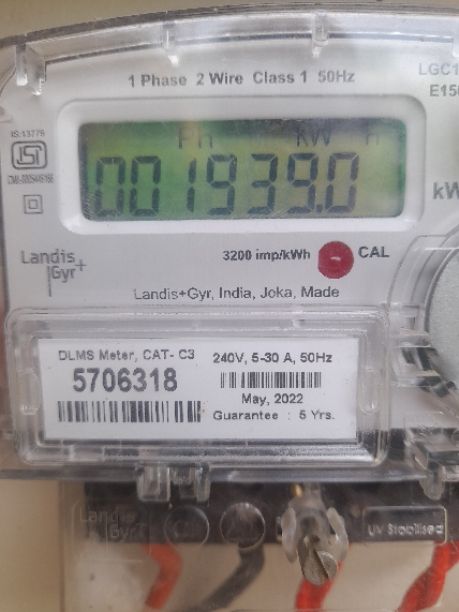 1 Phase 2 Wire Class 1 50Hz
LGC1
E150
IS:13779
Ph kW h
001939.0
kW
3200 imp/kWh
CAL
Landis
Gyr+
Landis+Gyr, India, Joka, Made
DLMS Meter, CAT- C3
5706318
240V, 5-30 A, 50Hz
May, 2022
Guarantee : 5 Yrs.
Landis
Gyr+
UV Stabilised